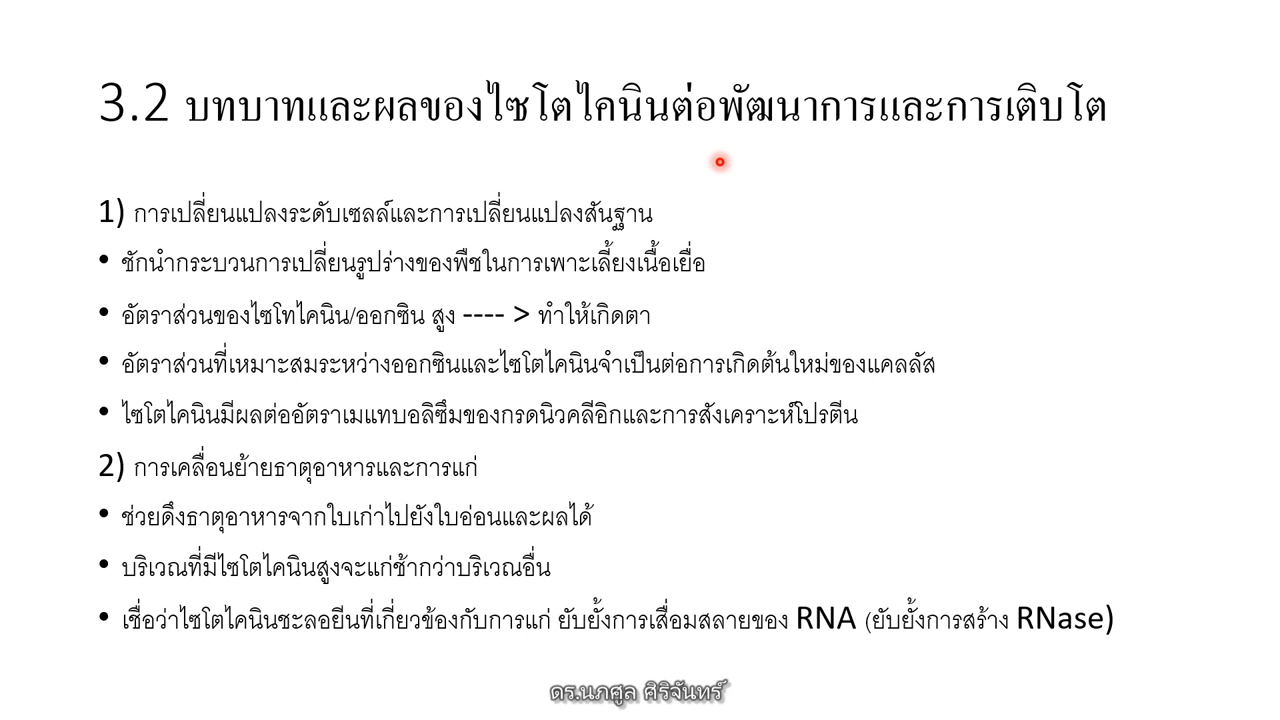 3.2 บทบาทและผลของไซโตไคนินต่อพัฒนาการและการเติบโต
1) การเปลี่ยนแปลงระดับเซลล์และการเปลี่ยนแปลงสันฐาน
• ชักนำกระบวนการเปลี่ยนรูปร่างของพืชในการเพาะเลี้ยงเนื้อเยื่อ
• อัตราส่วนของไซโทไคนิน/ออกซิน สูง ---- > ทำให้เกิดตา
• อัตราส่วนที่เหมาะสมระหว่างออกซินและไซโตไคนินจำเป็นต่อการเกิดต้นใหม่ของแคลลัส
• ไซโตไคนินมีผลต่ออัตราเมแทบอลิซึมของกรดนิวคลีอิกและการสังเคราะห์โปรตีน
2) การเคลื่อนย้ายธาตุอาหารและการแก่
• ช่วยดึงธาตุอาหารจากใบเก่าไปยังใบอ่อนและผลได้
• บริเวณที่มีไซโตไคนินสูงจะแก่ช้ากว่าบริเวณอื่น
• เชื่อว่าไซโตไคนินชะลอยีนที่เกี่ยวข้องกับการแก่ ยับยั้งการเสื่อมสลายของ RNA (ยับยั้งการสร้าง RNase)
ดร.นภศูล ศิริจันทร์